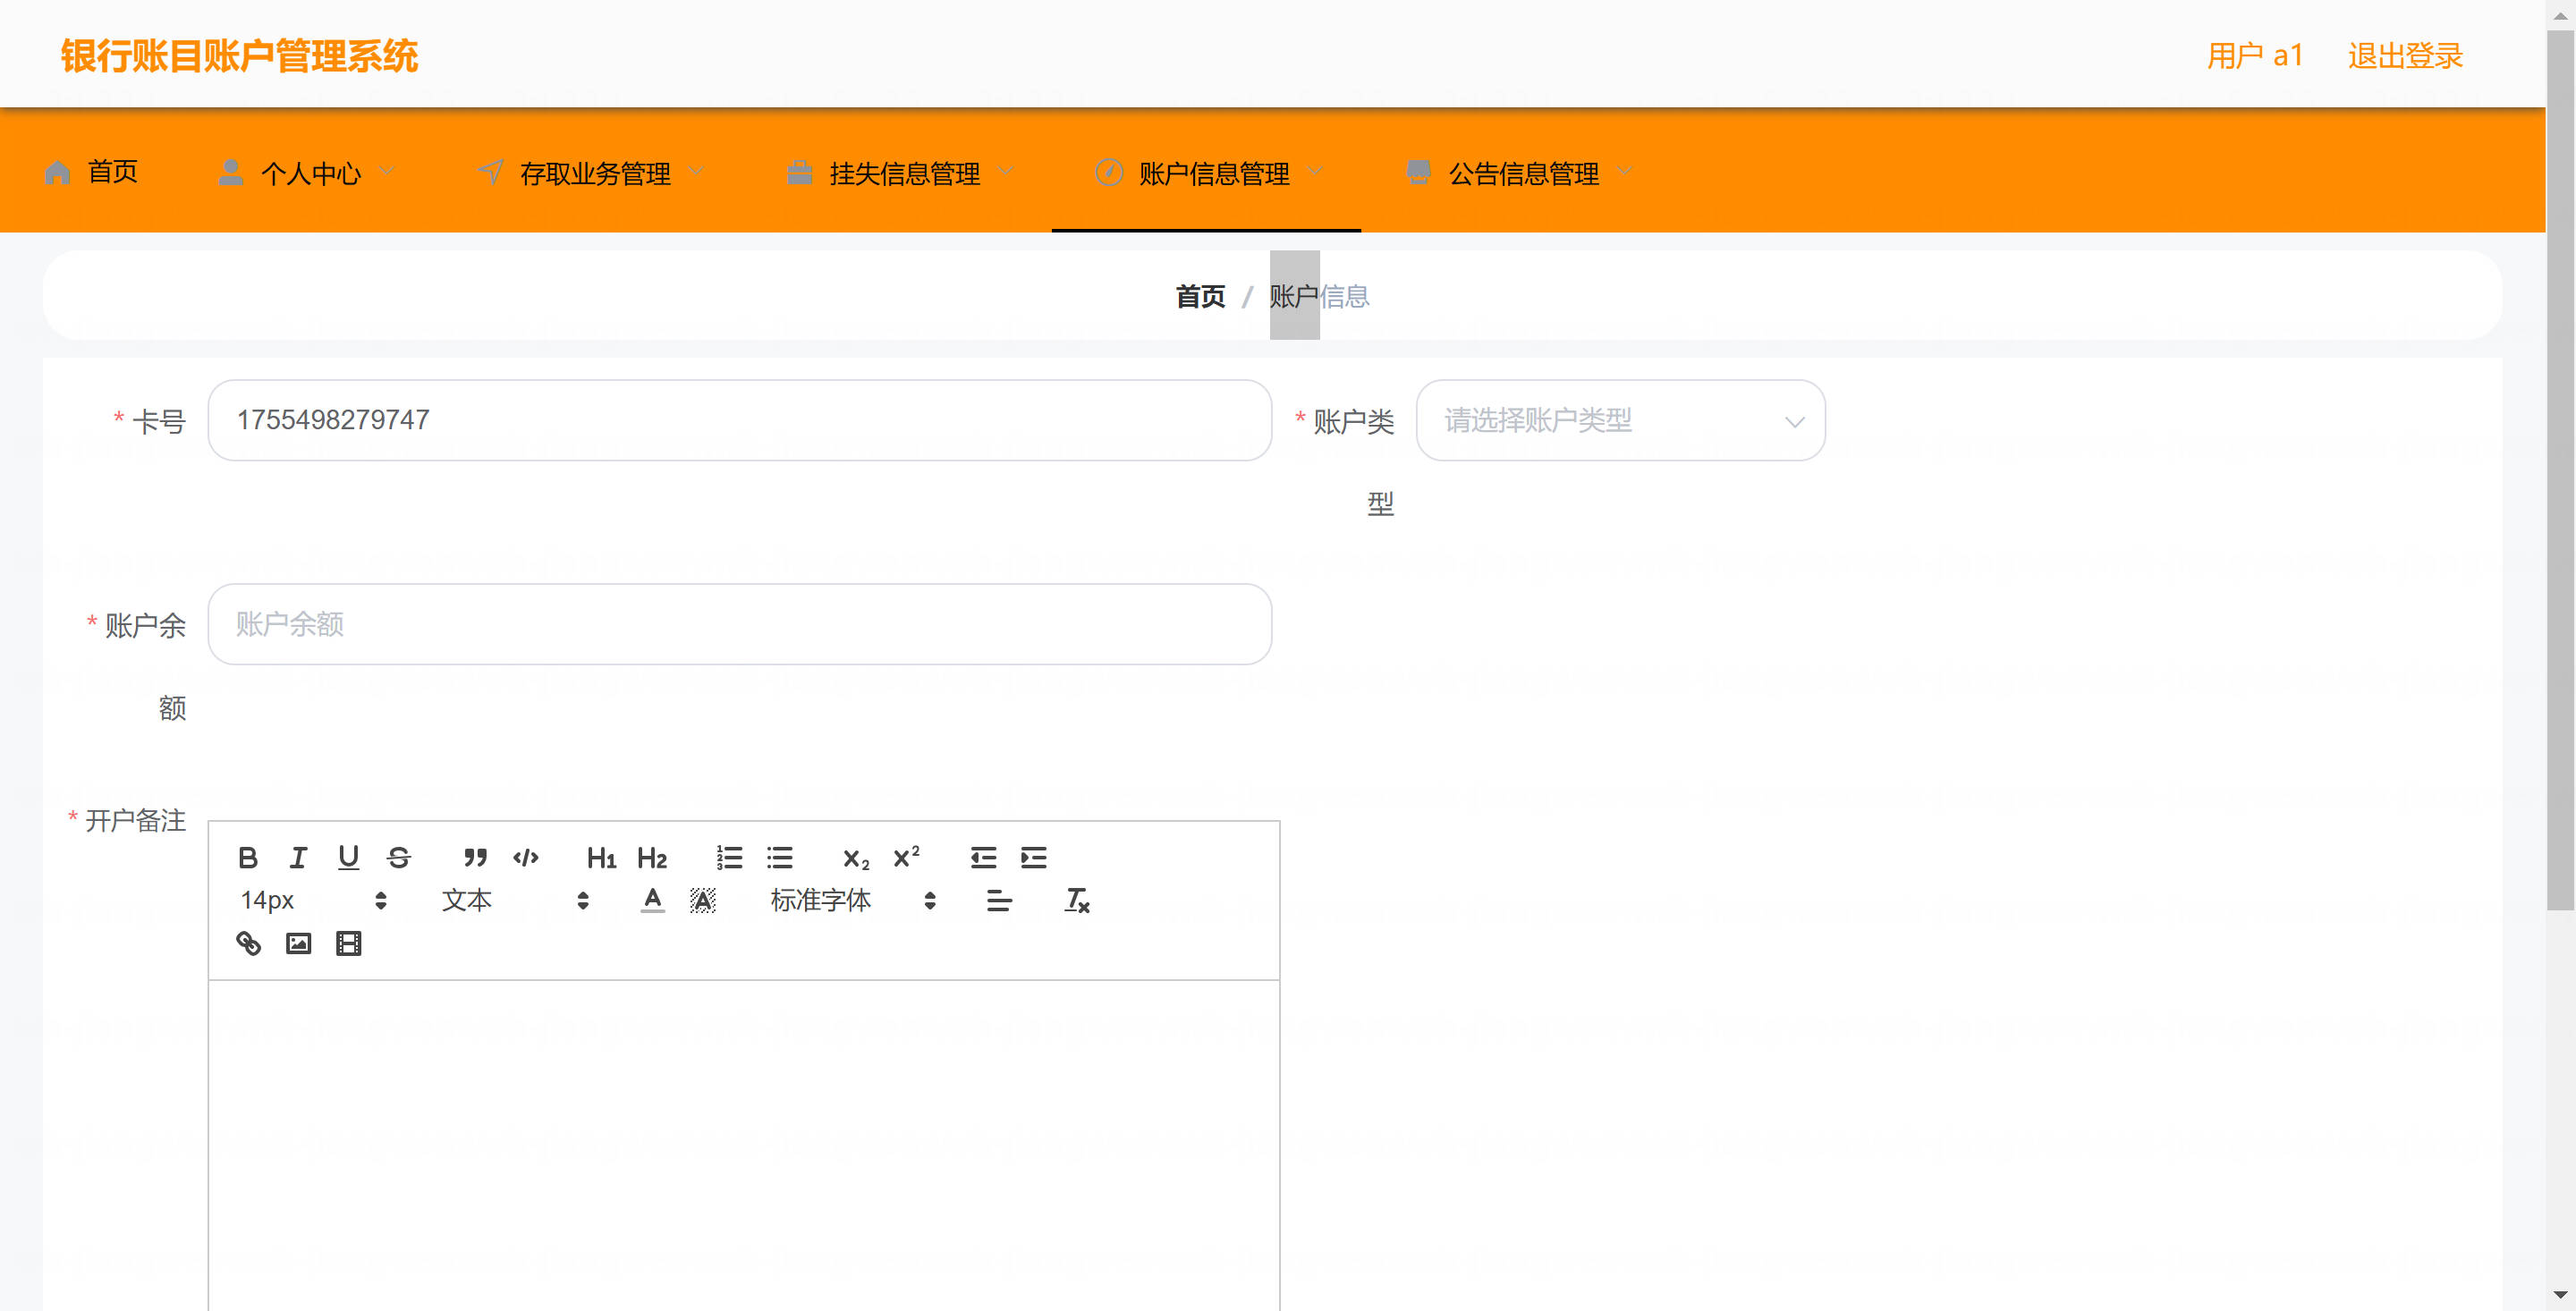 银行账目账户管理系统
用户 a1 退出登录
首页 个人中心 存取业务管理 挂失信息管理 账户信息管理 公告信息管理
首页 / 账户信息
* 卡号 1755498279747 * 账户类型 请选择账户类型
* 账户余额 账户余额
* 开户备注
B I U S H1 H2 x₂ x²
14px 文本 A A 标准字体 Tx